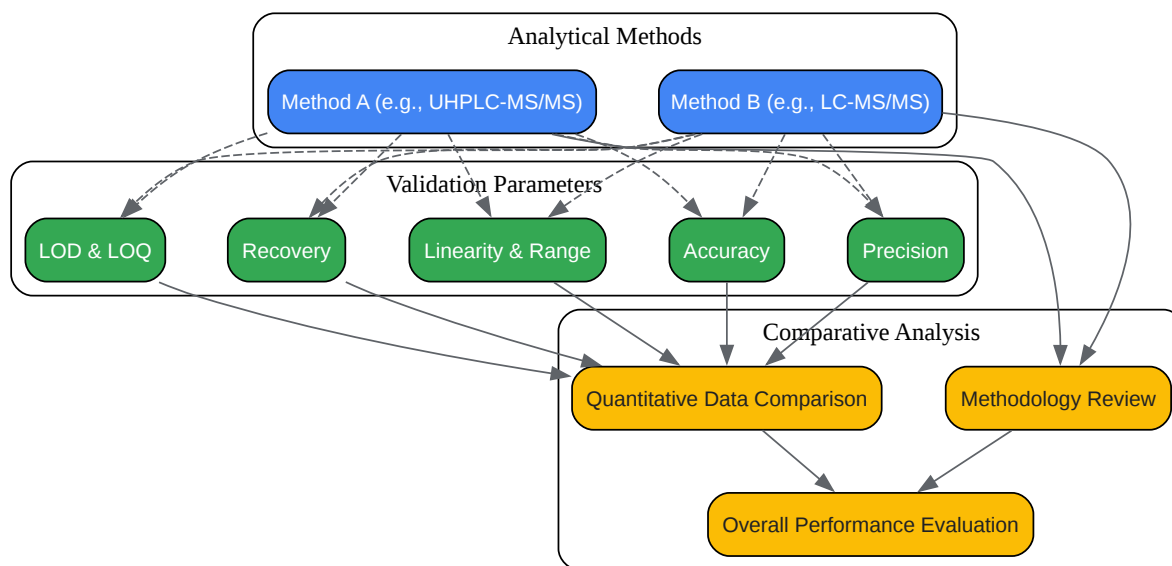 Analytical Methods
Method A (e.g., UHPLC-MS/MS)
Method B (e.g., LC-MS/MS)
Validation Parameters
LOD & LOQ
Recovery
Linearity & Range
Accuracy
Precision
Comparative Analysis
Quantitative Data Comparison
Methodology Review
Overall Performance Evaluation